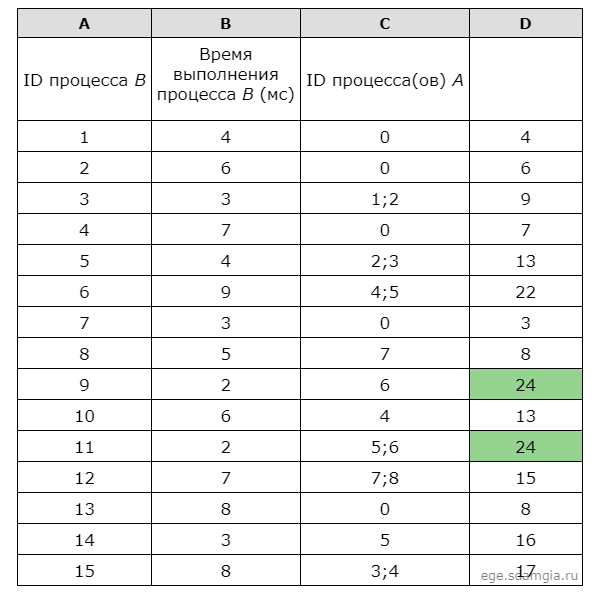 A B C D
ID процесса B Время выполнения процесса B (мс) ID процесса(ов) A
1 4 0 4
2 6 0 6
3 3 1;2 9
4 7 0 7
5 4 2;3 13
6 9 4;5 22
7 3 0 3
8 5 7 8
9 2 6 24
10 6 4 13
11 2 5;6 24
12 7 7;8 15
13 8 0 8
14 3 5 16
15 8 3;4 17
ege.sdamgia.ru